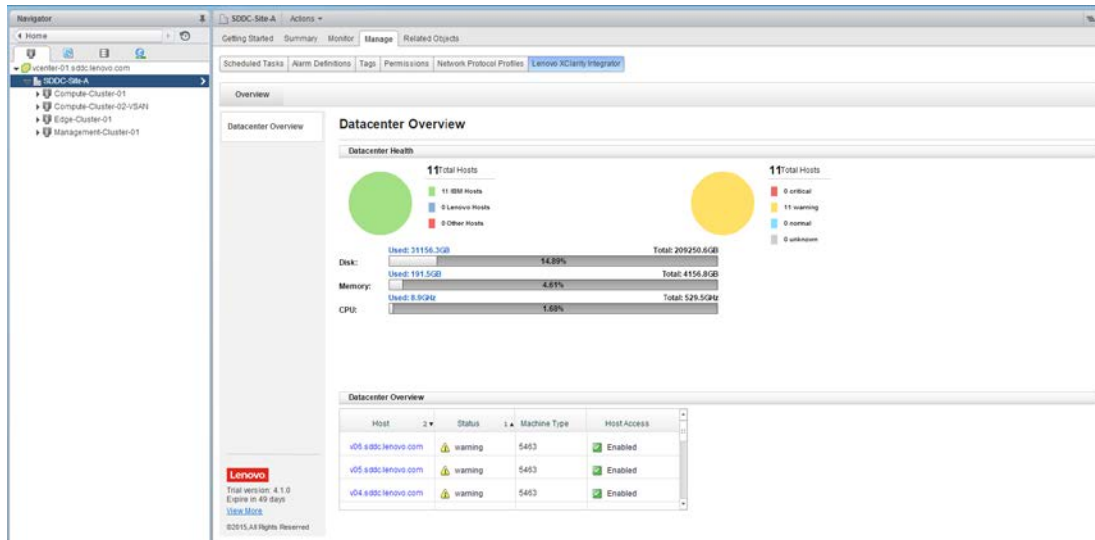 Navigator
SDDC-Site-A Actions
Home
Getting Started Summary Monitor Manage Related Objects
Scheduled Tasks Alarm Definitions Tags Permissions Network Protocol Profiles Lenovo XClarity Integrator
vcenter-01.sddc.lenovo.com
SDDC-Site-A
Compute-Cluster-01
Compute-Cluster-02-VSAN
Edge-Cluster-01
Management-Cluster-01
Overview
Datacenter Overview
Datacenter Overview
Datacenter Health
11Total Hosts
11 IBM Hosts
0 Lenovo Hosts
0 Other Hosts
11Total Hosts
0 critical
11 warning
0 normal
0 unknown
Used: 31156.3GB Total: 209250.6GB
Disk: 14.89%
Used: 191.5GB Total: 4156.8GB
Memory: 4.61%
Used: 8.9GHz Total: 529.5GHz
CPU: 1.68%
Datacenter Overview
Host 2 Status 1 Machine Type Host Access
v06.sddc.lenovo.com warning 5463 Enabled
v05.sddc.lenovo.com warning 5463 Enabled
v04.sddc.lenovo.com warning 5463 Enabled
Lenovo
Trial version: 4.1.0
Expire in 49 days
View More
©2015,All Rights Reserved